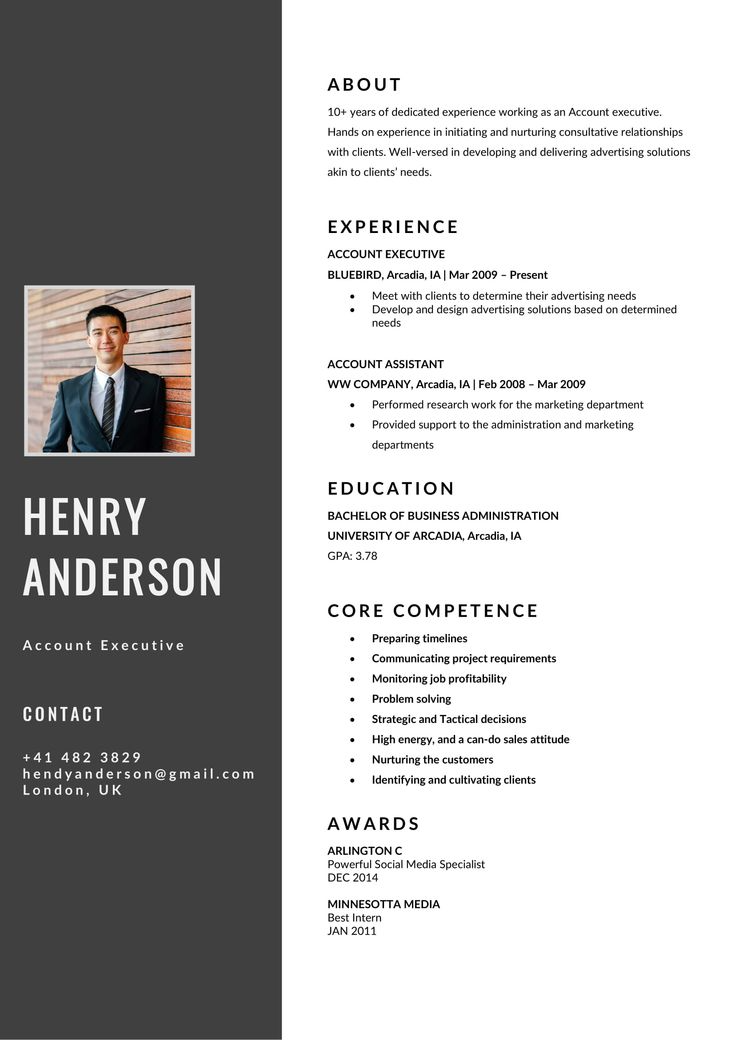 HENRY
ANDERSON
Account Executive
CONTACT
+41 482 3829
hendyanderson@gmail.com
London, UK
ABOUT
10+ years of dedicated experience working as an Account executive.
Hands on experience in initiating and nurturing consultative relationships
with clients. Well-versed in developing and delivering advertising solutions
akin to clients’ needs.
EXPERIENCE
ACCOUNT EXECUTIVE
BLUEBIRD, Arcadia, IA | Mar 2009 – Present
• Meet with clients to determine their advertising needs
• Develop and design advertising solutions based on determined
needs
ACCOUNT ASSISTANT
WW COMPANY, Arcadia, IA | Feb 2008 – Mar 2009
• Performed research work for the marketing department
• Provided support to the administration and marketing
departments
EDUCATION
BACHELOR OF BUSINESS ADMINISTRATION
UNIVERSITY OF ARCADIA, Arcadia, IA
GPA: 3.78
CORE COMPETENCE
• Preparing timelines
• Communicating project requirements
• Monitoring job profitability
• Problem solving
• Strategic and Tactical decisions
• High energy, and a can-do sales attitude
• Nurturing the customers
• Identifying and cultivating clients
AWARDS
ARLINGTON C
Powerful Social Media Specialist
DEC 2014
MINNESOTTA MEDIA
Best Intern
JAN 2011